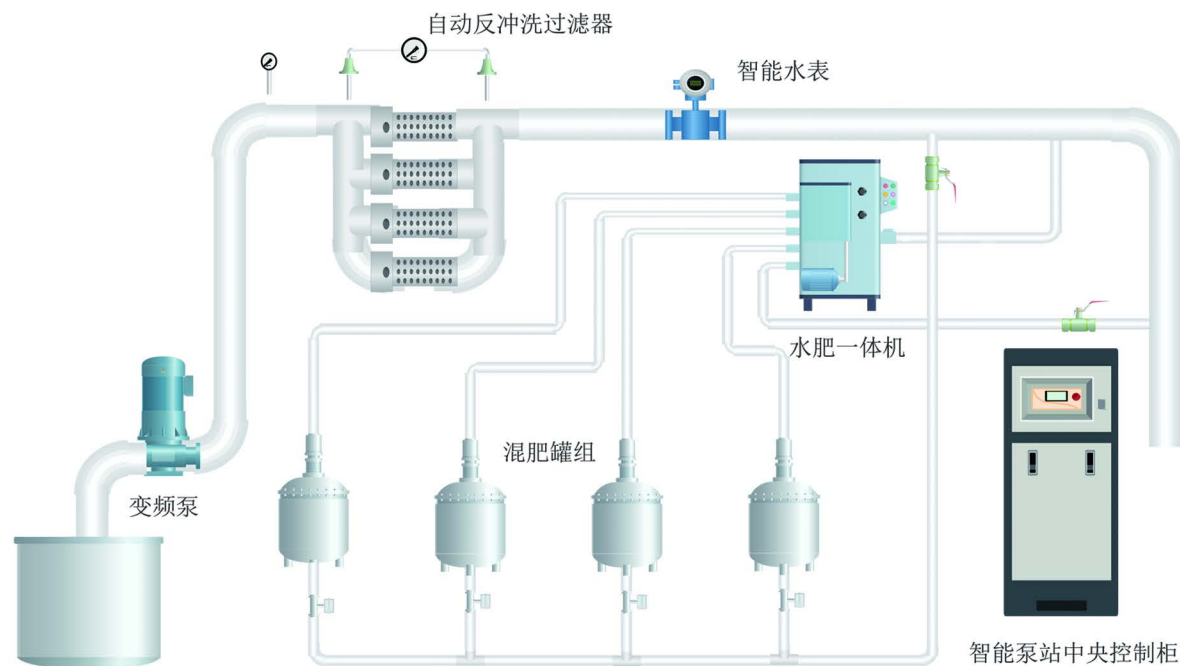 自动反冲洗过滤器
智能水表
水肥一体机
混肥罐组
变频泵
智能泵站中央控制柜